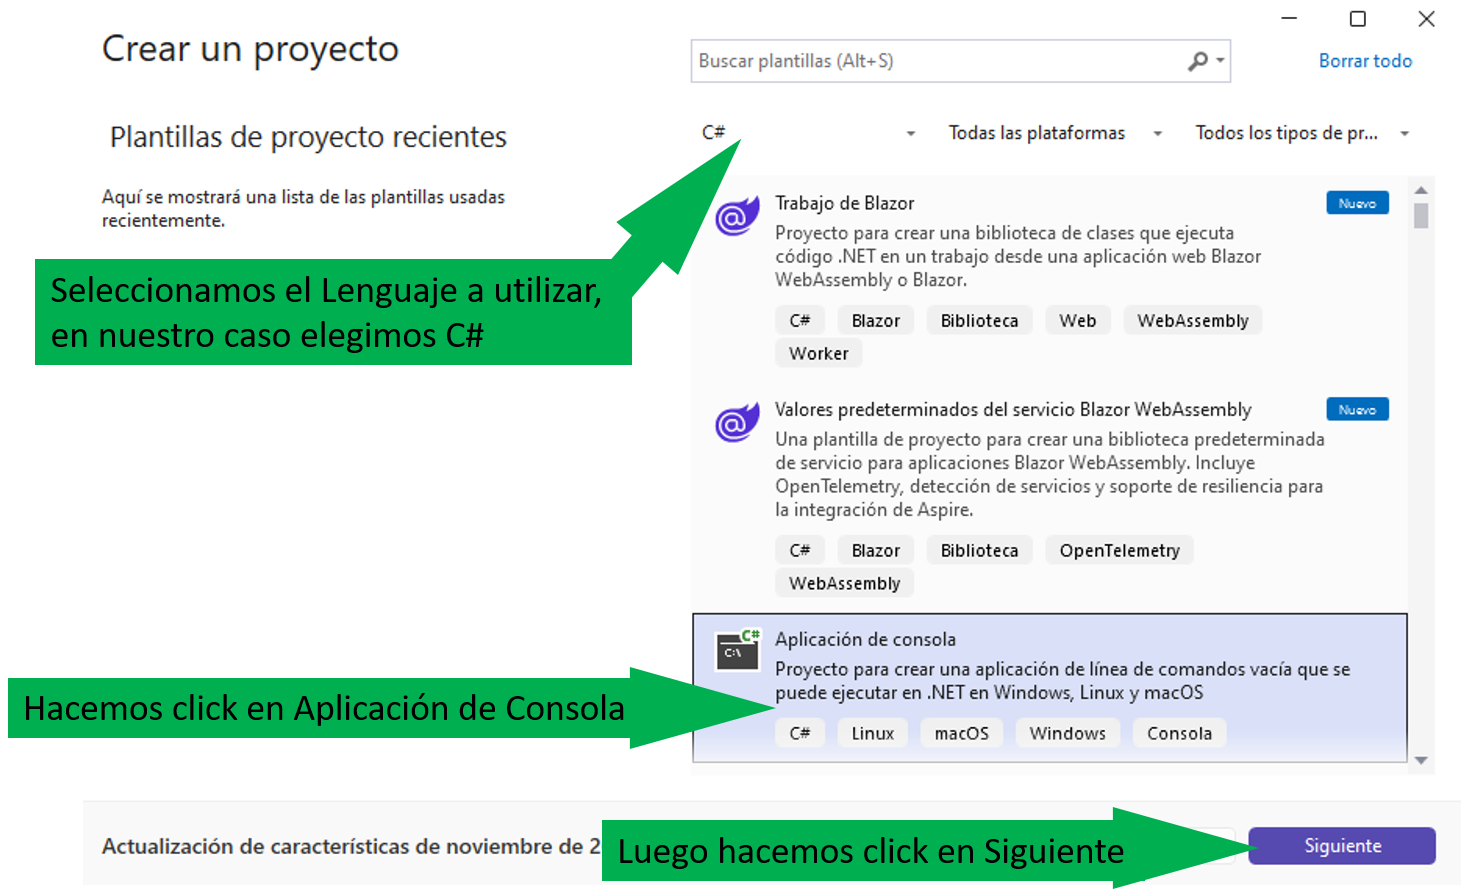 Crear un proyecto
Buscar plantillas (Alt+S)
Borrar todo
Plantillas de proyecto recientes
C#
Todas las plataformas
Todos los tipos de pr...
Aquí se mostrará una lista de las plantillas usadas
recientemente.
Seleccionamos el Lenguaje a utilizar,
en nuestro caso elegimos C#
Trabajo de Blazor
Nuevo
Proyecto para crear una biblioteca de clases que ejecuta
código .NET en un trabajo desde una aplicación web Blazor
WebAssembly o Blazor.
C# Blazor Biblioteca Web WebAssembly
Worker
Valores predeterminados del servicio Blazor WebAssembly
Nuevo
Una plantilla de proyecto para crear una biblioteca predeterminada
de servicio para aplicaciones Blazor WebAssembly. Incluye
OpenTelemetry, detección de servicios y soporte de resiliencia para
la integración de Aspire.
C# Blazor Biblioteca OpenTelemetry
WebAssembly
C#
C:\
Aplicación de consola
Proyecto para crear una aplicación de línea de comandos vacía que se
puede ejecutar en .NET en Windows, Linux y macOS
C# Linux macOS Windows Consola
Hacemos click en Aplicación de Consola
Actualización de características de noviembre de 2
Luego hacemos click en Siguiente
Siguiente